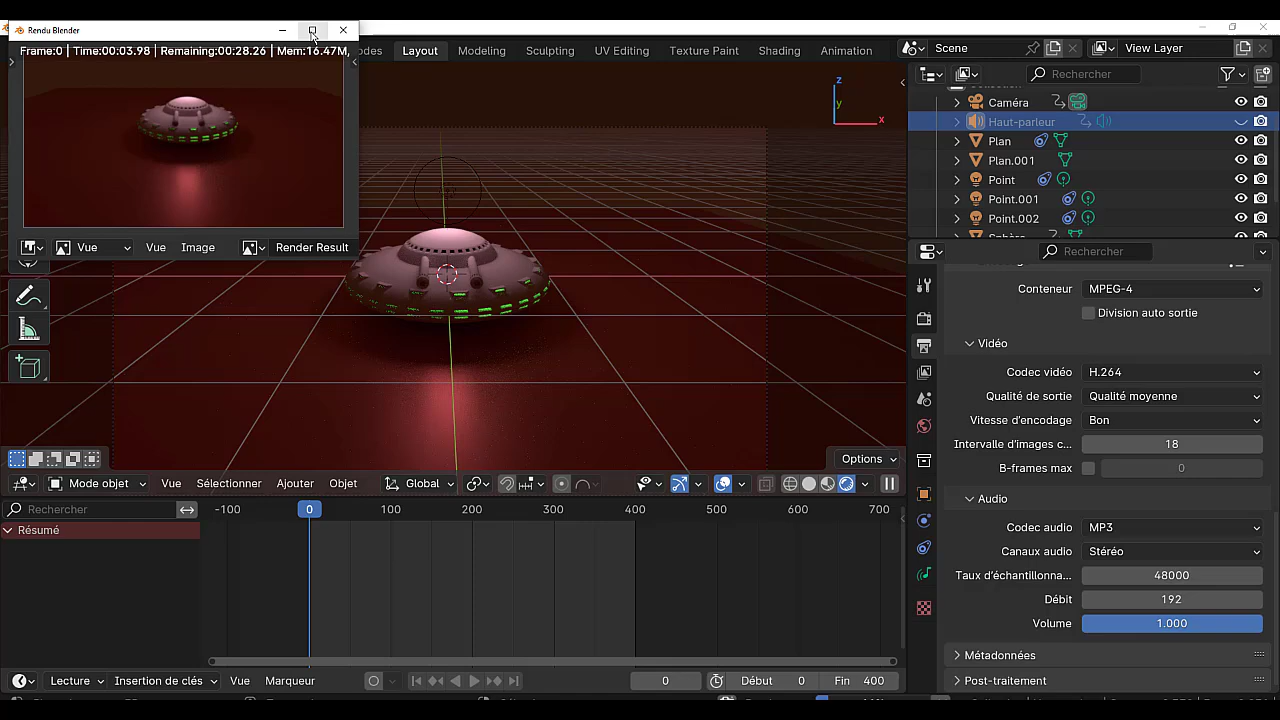 Rendu Blender
Frame:0 | Time:00:03.98 | Remaining:00:28.26 | Mem:16.47M,
Layout
Modeling
Sculpting
UV Editing
Texture Paint
Shading
Animation
Scene
View Layer
Rechercher
Caméra
Haut-parleur
Plan
Plan.001
Point
Point.001
Point.002
z
y
x
Vue
Vue
Image
Render Result
Rechercher
Conteneur
MPEG-4
Division auto sortie
Vidéo
Codec vidéo
H.264
Qualité de sortie
Qualité moyenne
Vitesse d'encodage
Bon
Intervalle d'images c...
18
B-frames max
0
Audio
Codec audio
MP3
Canaux audio
Stéréo
Taux d'échantillonna...
48000
Débit
192
Volume
1.000
Métadonnées
Post-traitement
Options
Mode objet
Vue
Sélectionner
Ajouter
Objet
Global
Rechercher
-100
0
100
200
300
400
500
600
700
Résumé
Lecture
Insertion de clés
Vue
Marqueur
0
Début 0
Fin 400